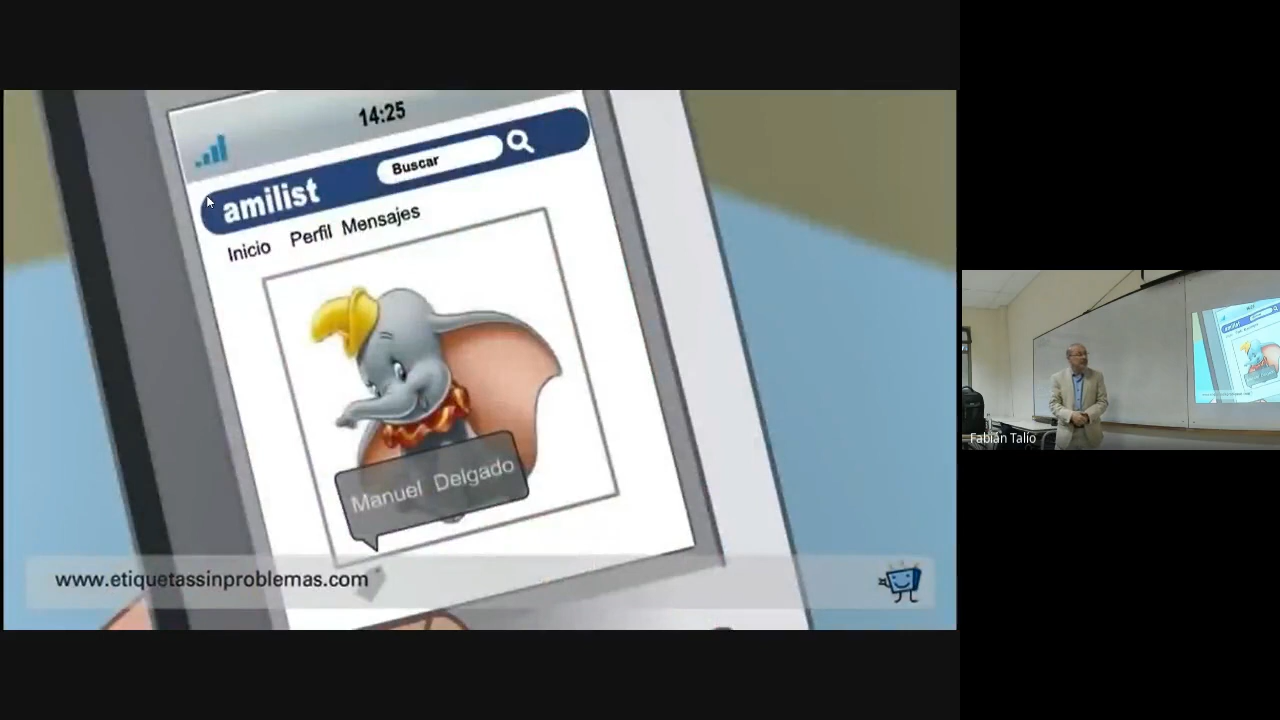 14:25
amilist
Buscar
Inicio Perfil Mensajes
Manuel Delgado
www.etiquetassinproblemas.com
Fabián Talio